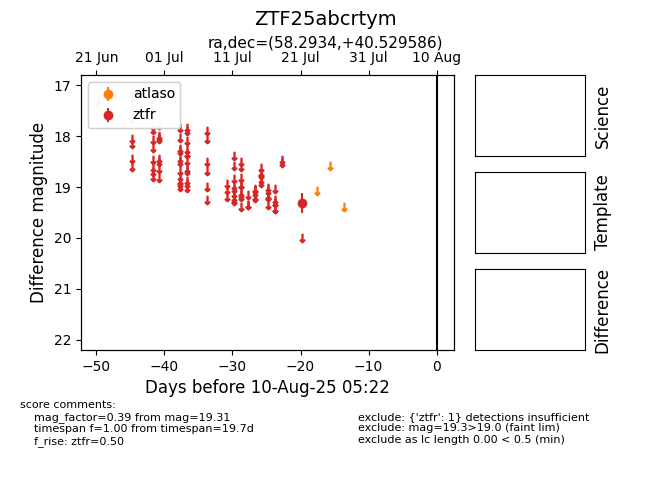 ZTF25abcrtym
ra,dec=(58.2934,+40.529586)
21 Jun 01 Jul 11 Jul 21 Jul 31 Jul 10 Aug
17
18
19
20
21
22
Difference magnitude
atlaso
ztfr
−50 −40 −30 −20 −10 0
Days before 10-Aug-25 05:22
Science
Template
Difference
score comments:
mag_factor=0.39 from mag=19.31
timespan f=1.00 from timespan=19.7d
f_rise: ztfr=0.50
exclude: {'ztfr': 1} detections insufficient
exclude: mag=19.3>19.0 (faint lim)
exclude as lc length 0.00 < 0.5 (min)